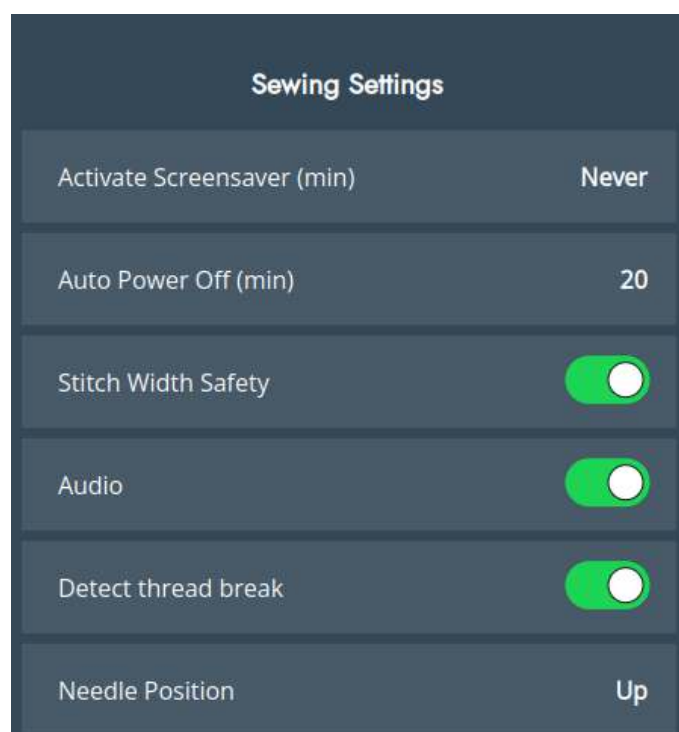 Sewing Settings
Activate Screensaver (min) Never
Auto Power Off (min) 20
Stitch Width Safety
Audio
Detect thread break
Needle Position Up